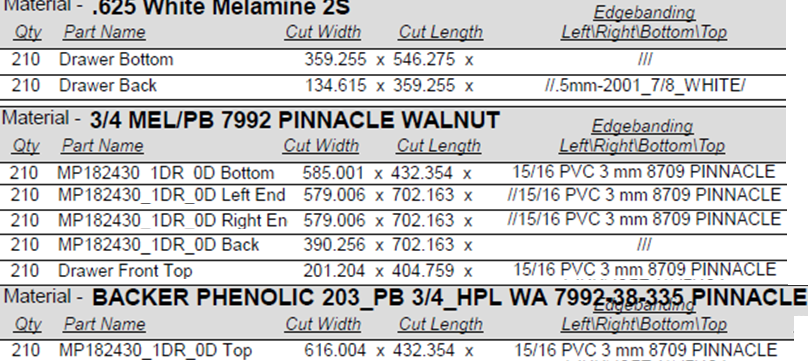 Material - .625 White Melamine 2S
Edgebanding
Qty Part Name Cut Width Cut Length Left\Right\Bottom\Top
210 Drawer Bottom 359.255 x 546.275 x ///
210 Drawer Back 134.615 x 359.255 x //.5mm-2001_7/8_WHITE/
Material - 3/4 MEL/PB 7992 PINNACLE WALNUT
Edgebanding
Qty Part Name Cut Width Cut Length Left\Right\Bottom\Top
210 MP182430_1DR_0D Bottom 585.001 x 432.354 x 15/16 PVC 3 mm 8709 PINNACLE
210 MP182430_1DR_0D Left End 579.006 x 702.163 x //15/16 PVC 3 mm 8709 PINNACLE
210 MP182430_1DR_0D Right En 579.006 x 702.163 x //15/16 PVC 3 mm 8709 PINNACLE
210 MP182430_1DR_0D Back 390.256 x 702.163 x ///
210 Drawer Front Top 201.204 x 404.759 x 15/16 PVC 3 mm 8709 PINNACLE
Material - BACKER PHENOLIC 203_PB 3/4_HPL WA 7992-38-335 PINNACLE
Edgebanding
Qty Part Name Cut Width Cut Length Left\Right\Bottom\Top
210 MP182430_1DR_0D Top 616.004 x 432.354 x 15/16 PVC 3 mm 8709 PINNACLE